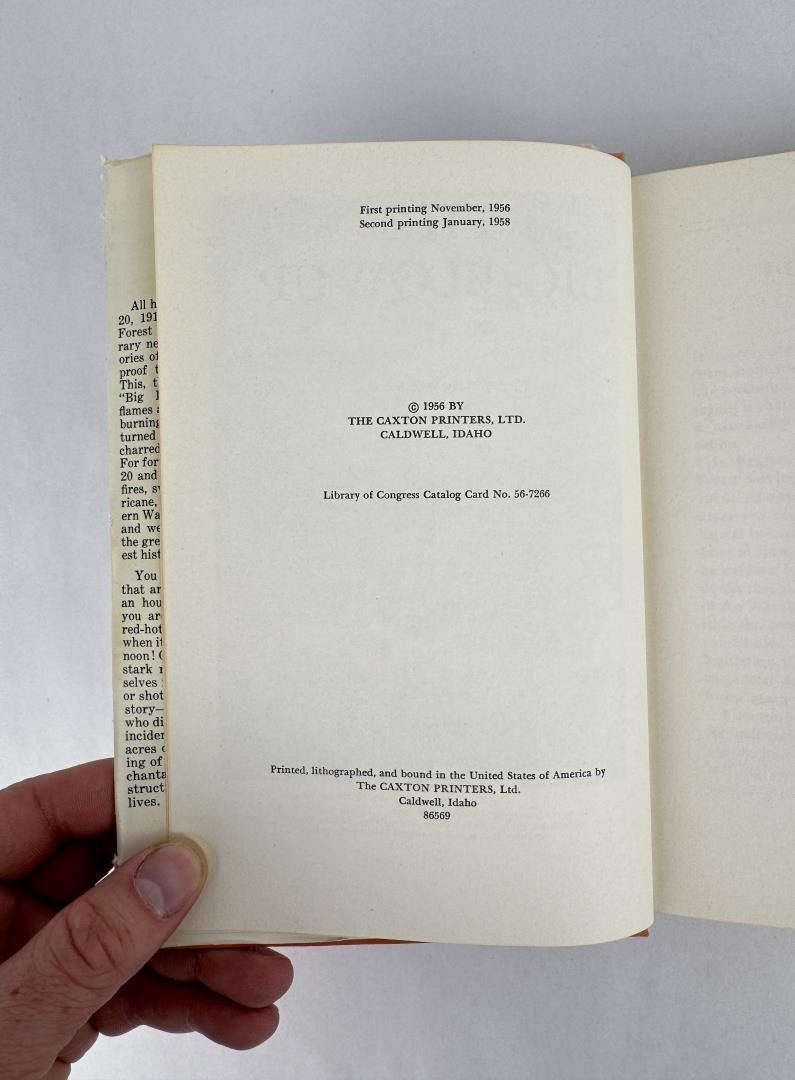 First printing November, 1956
Second printing January, 1958
© 1956 BY
THE CAXTON PRINTERS, LTD.
CALDWELL, IDAHO
Library of Congress Catalog Card No. 56-7266
Printed, lithographed, and bound in the United States of America by
The CAXTON PRINTERS, Ltd.
Caldwell, Idaho
86569
All h
20, 191
Forest
rary ne
ories of
proof t
This, t
"Big
flames
burning
turned
charred
For for
20 and
fires, s
ricane,
ern Wa
and we
the gre
est hist
You
that ar
an hou
you ar
red-hot
when it
noon!
stark
selves
or shot
story—
who di
incider
acres
ing of
chanta
struct
lives.